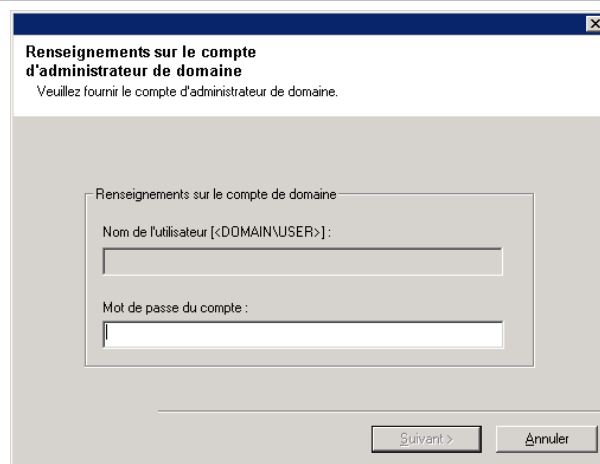 Renseignements sur le compte
d'administrateur de domaine
Veuillez fournir le compte d'administrateur de domaine.
Renseignements sur le compte de domaine
Nom de l'utilisateur [<DOMAIN\USER>] :
Mot de passe du compte :
Suivant >
Annuler